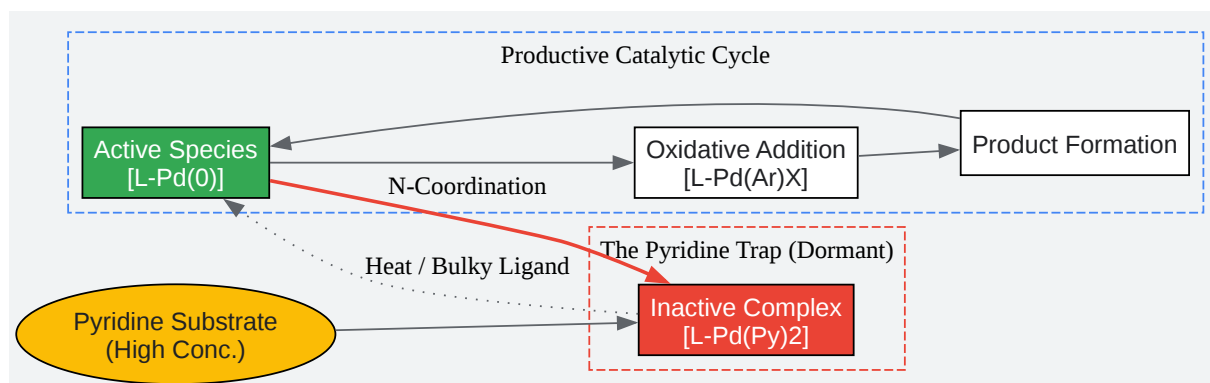 Productive Catalytic Cycle
Active Species
[L-Pd(0)]
Oxidative Addition
[L-Pd(Ar)X]
Product Formation
N-Coordination
The Pyridine Trap (Dormant)
Heat / Bulky Ligand
Pyridine Substrate
(High Conc.)
Inactive Complex
[L-Pd(Py)2]